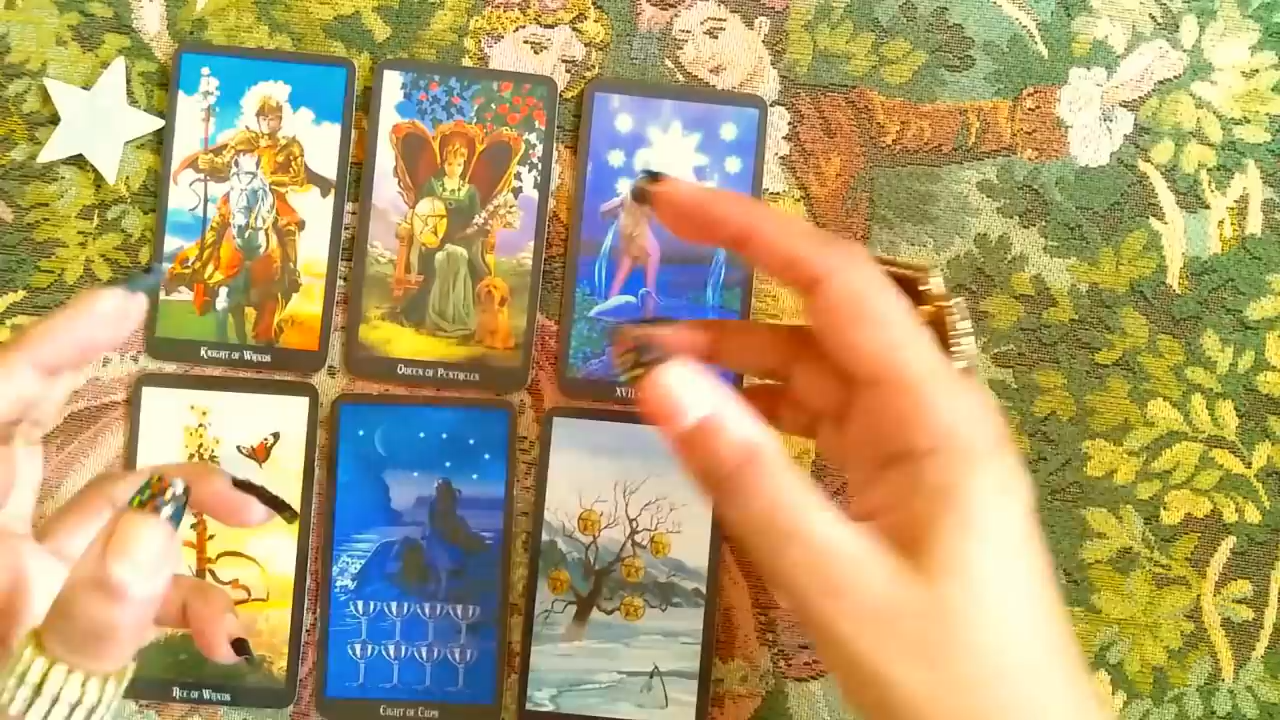 Knight of Wands
Queen of Pentacles
XVII
Ace of Wands
Eight of Cups